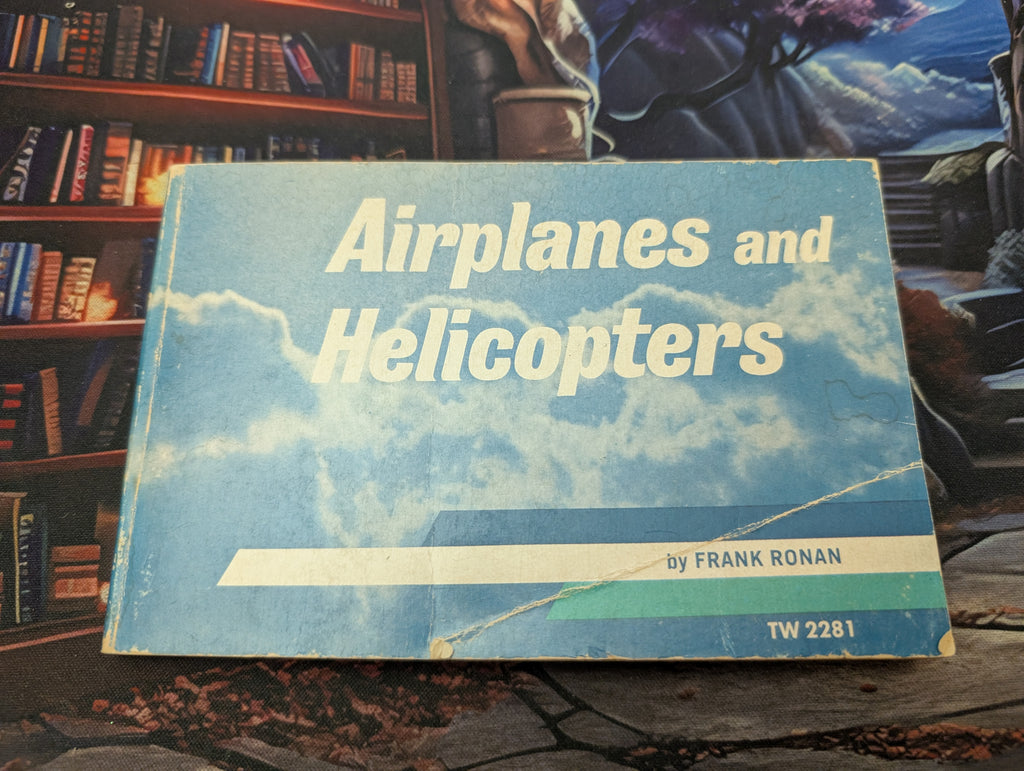 Airplanes and
Helicopters
by FRANK RONAN
TW 2281